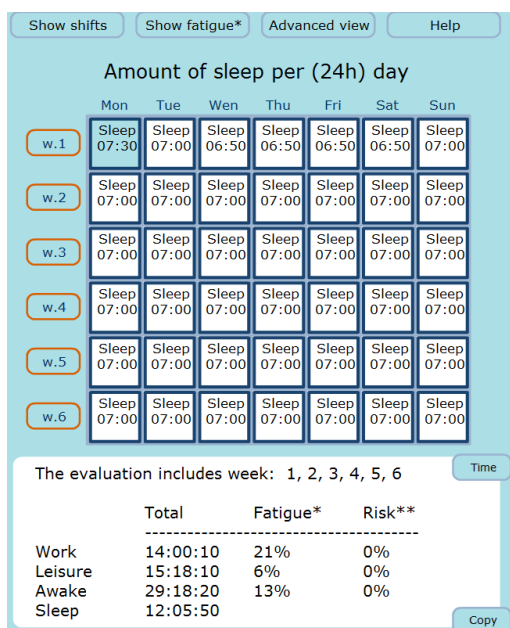 Show shifts Show fatigue* Advanced view Help
Amount of sleep per (24h) day
Mon Tue Wen Thu Fri Sat Sun
w.1
Sleep Sleep Sleep Sleep Sleep Sleep Sleep
07:30 07:00 06:50 06:50 06:50 06:50 07:00
w.2
Sleep Sleep Sleep Sleep Sleep Sleep Sleep
07:00 07:00 07:00 07:00 07:00 07:00 07:00
w.3
Sleep Sleep Sleep Sleep Sleep Sleep Sleep
07:00 07:00 07:00 07:00 07:00 07:00 07:00
w.4
Sleep Sleep Sleep Sleep Sleep Sleep Sleep
07:00 07:00 07:00 07:00 07:00 07:00 07:00
w.5
Sleep Sleep Sleep Sleep Sleep Sleep Sleep
07:00 07:00 07:00 07:00 07:00 07:00 07:00
w.6
Sleep Sleep Sleep Sleep Sleep Sleep Sleep
07:00 07:00 07:00 07:00 07:00 07:00 07:00
The evaluation includes week: 1, 2, 3, 4, 5, 6
Time
Total Fatigue* Risk**
----------------------------------------
Work 14:00:10 21% 0%
Leisure 15:18:10 6% 0%
Awake 29:18:20 13% 0%
Sleep 12:05:50
Copy